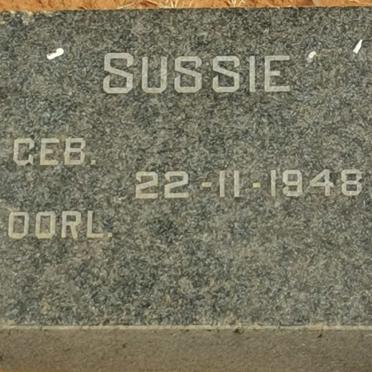 SUSSIE
GEB.
22-11-1948
OORL.